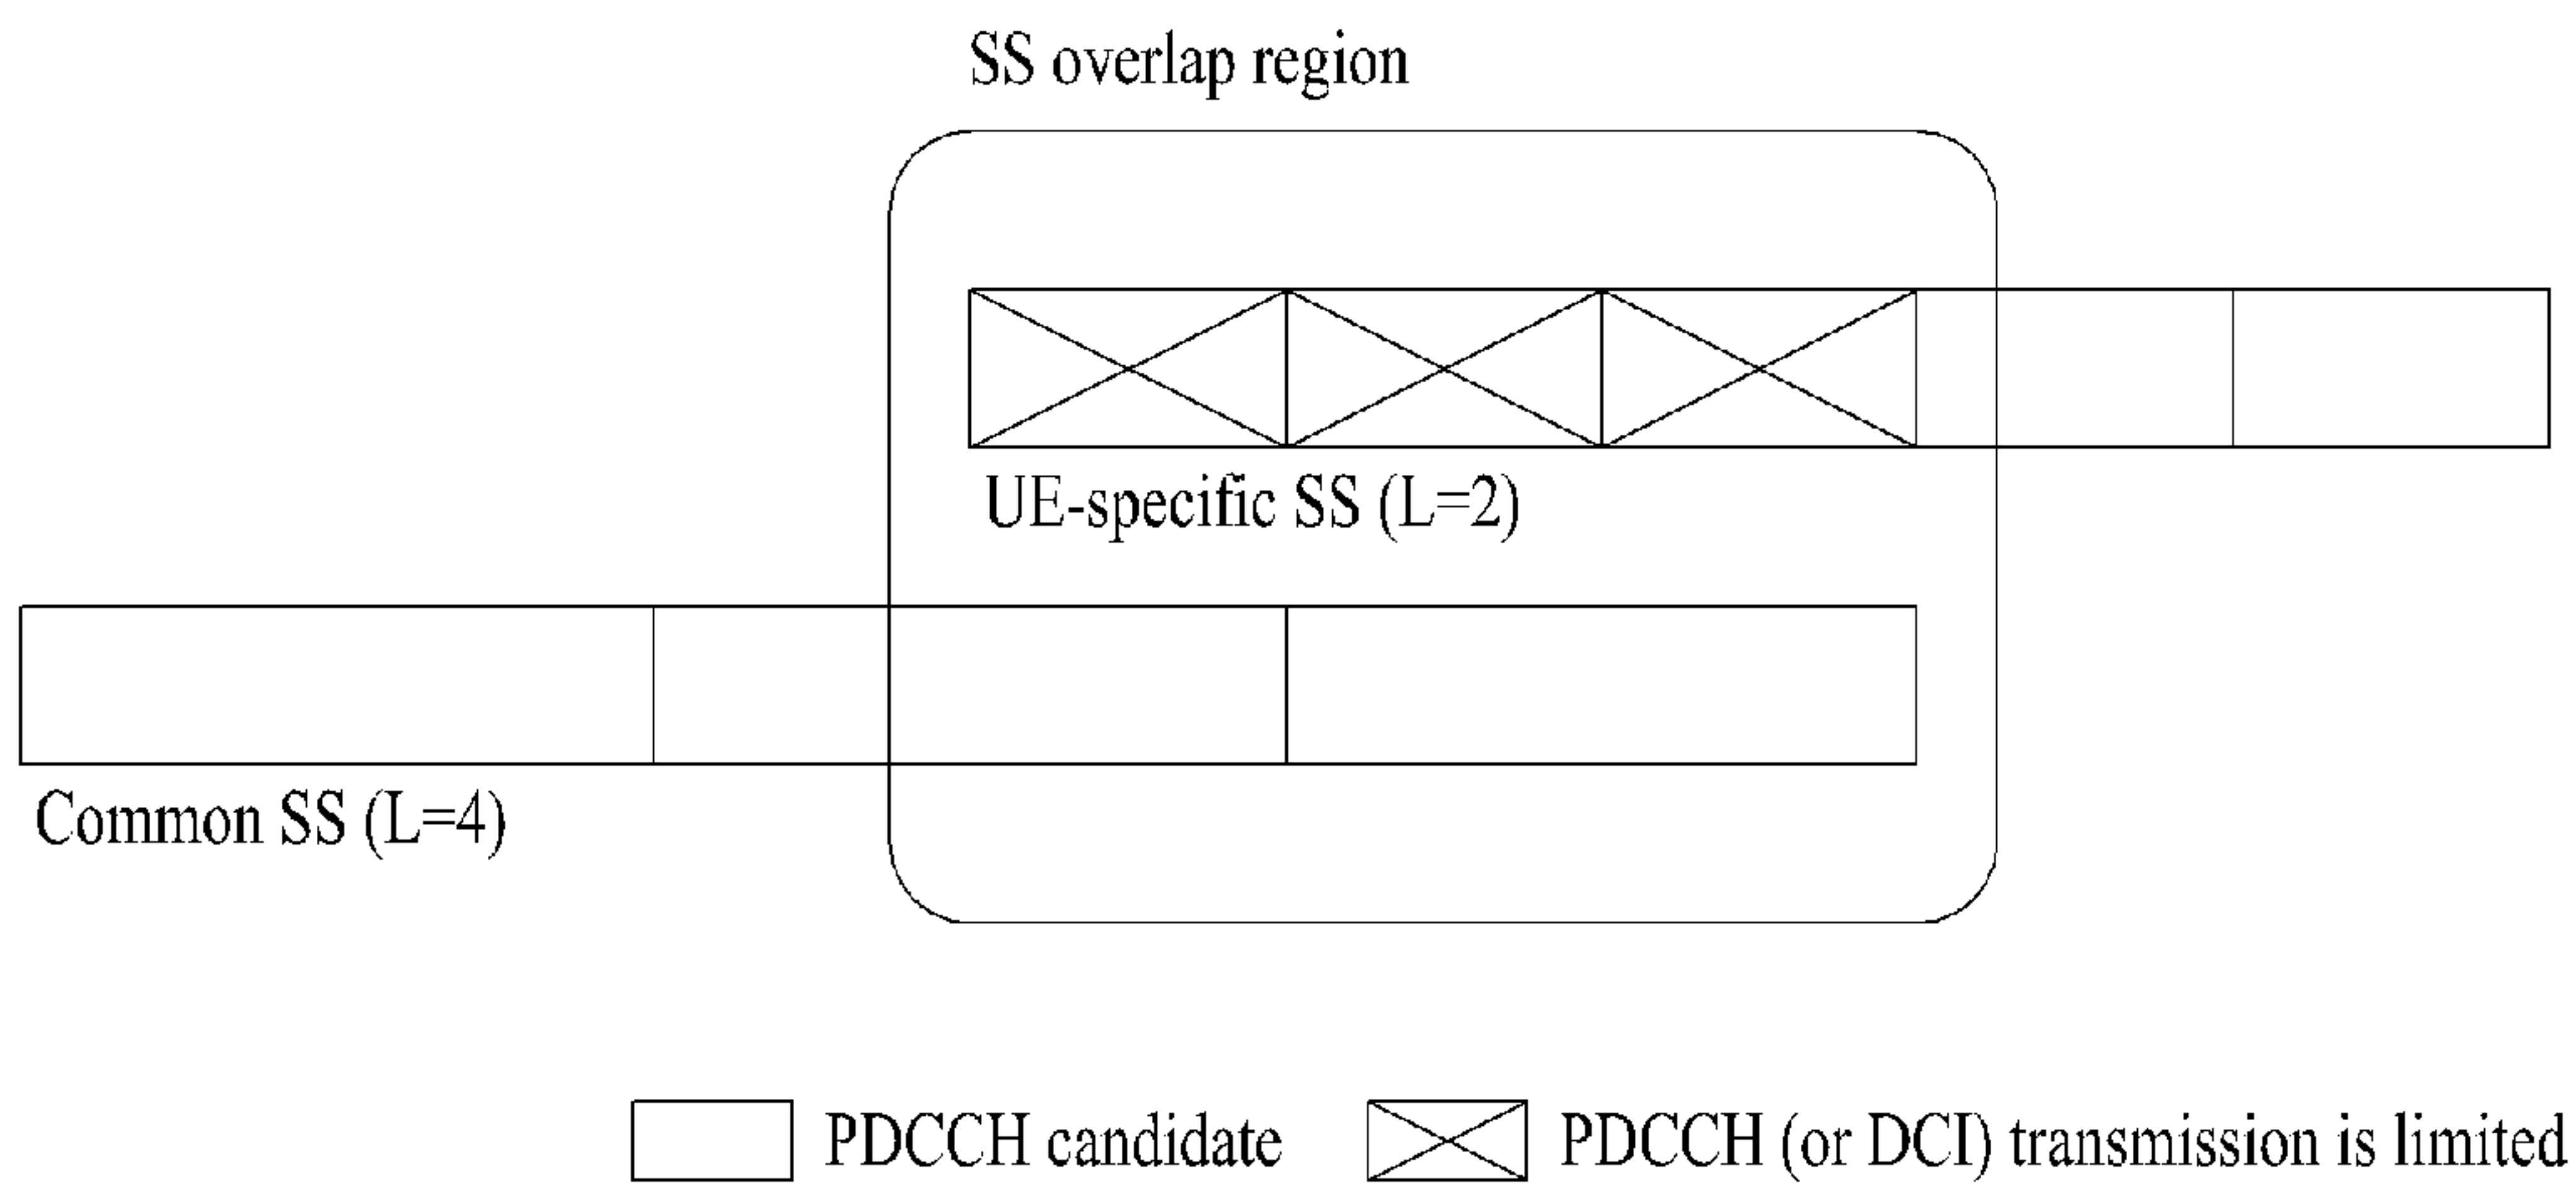 SS overlap region
UE-specific SS (L=2)
Common SS (L=4)
PDCCH candidate
PDCCH (or DCI) transmission is limited